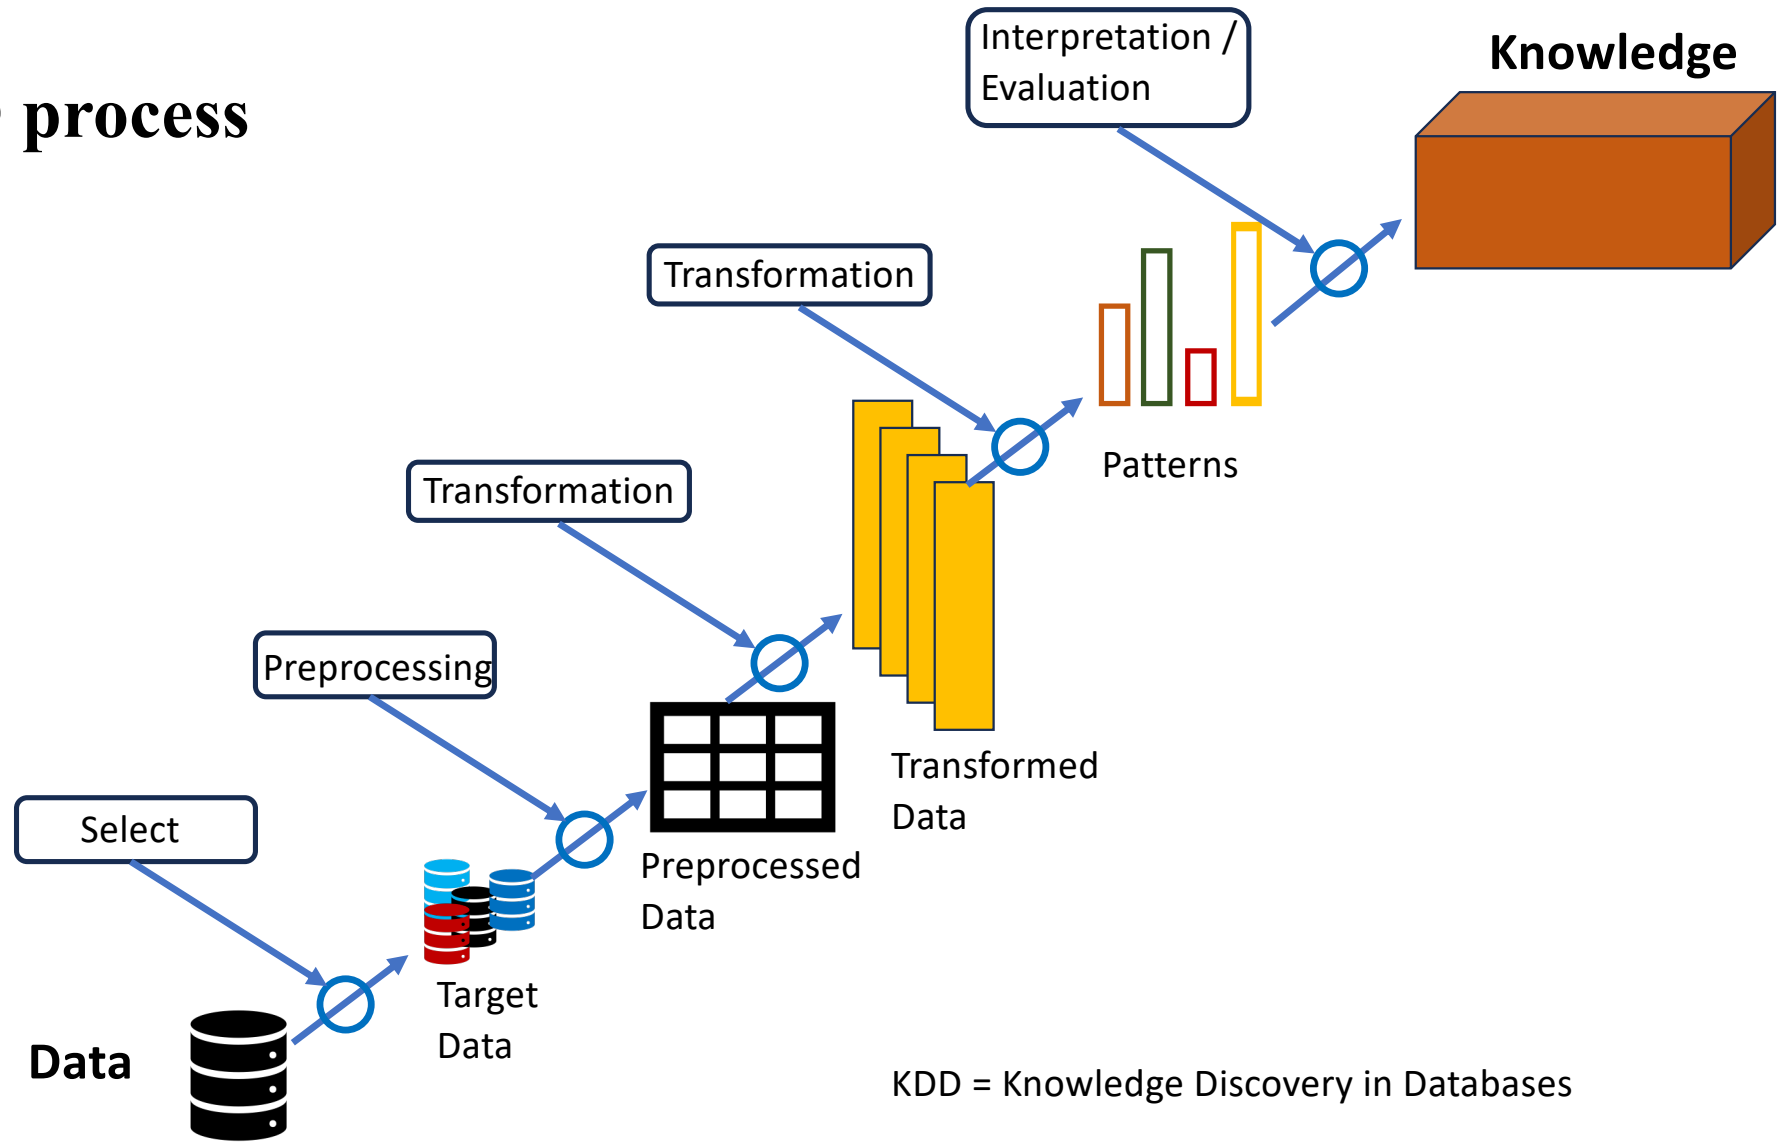 process
Interpretation /
Evaluation
Knowledge
Transformation
Patterns
Transformation
Preprocessing
Transformed
Data
Select
Preprocessed
Data
Target
Data
Data
KDD = Knowledge Discovery in Databases